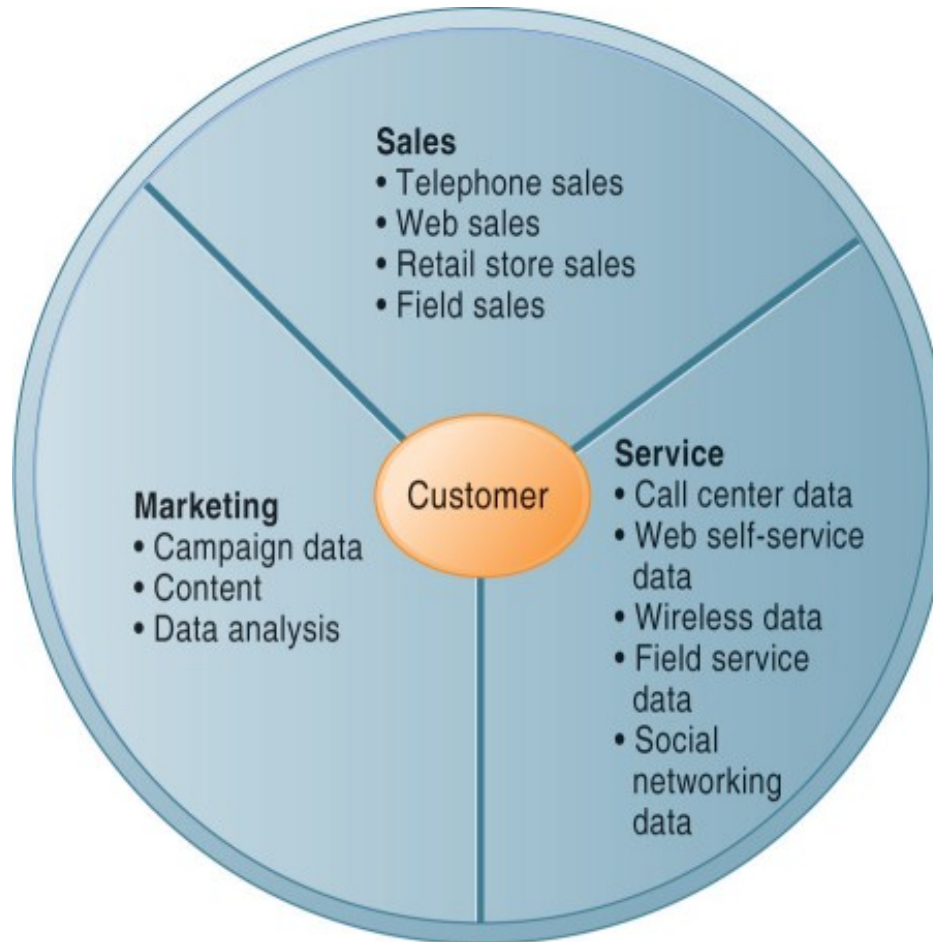 Sales
• Telephone sales
• Web sales
• Retail store sales
• Field sales
Customer
Marketing
• Campaign data
• Content
• Data analysis
Service
• Call center data
• Web self-service
data
• Wireless data
• Field service
data
• Social
networking
data